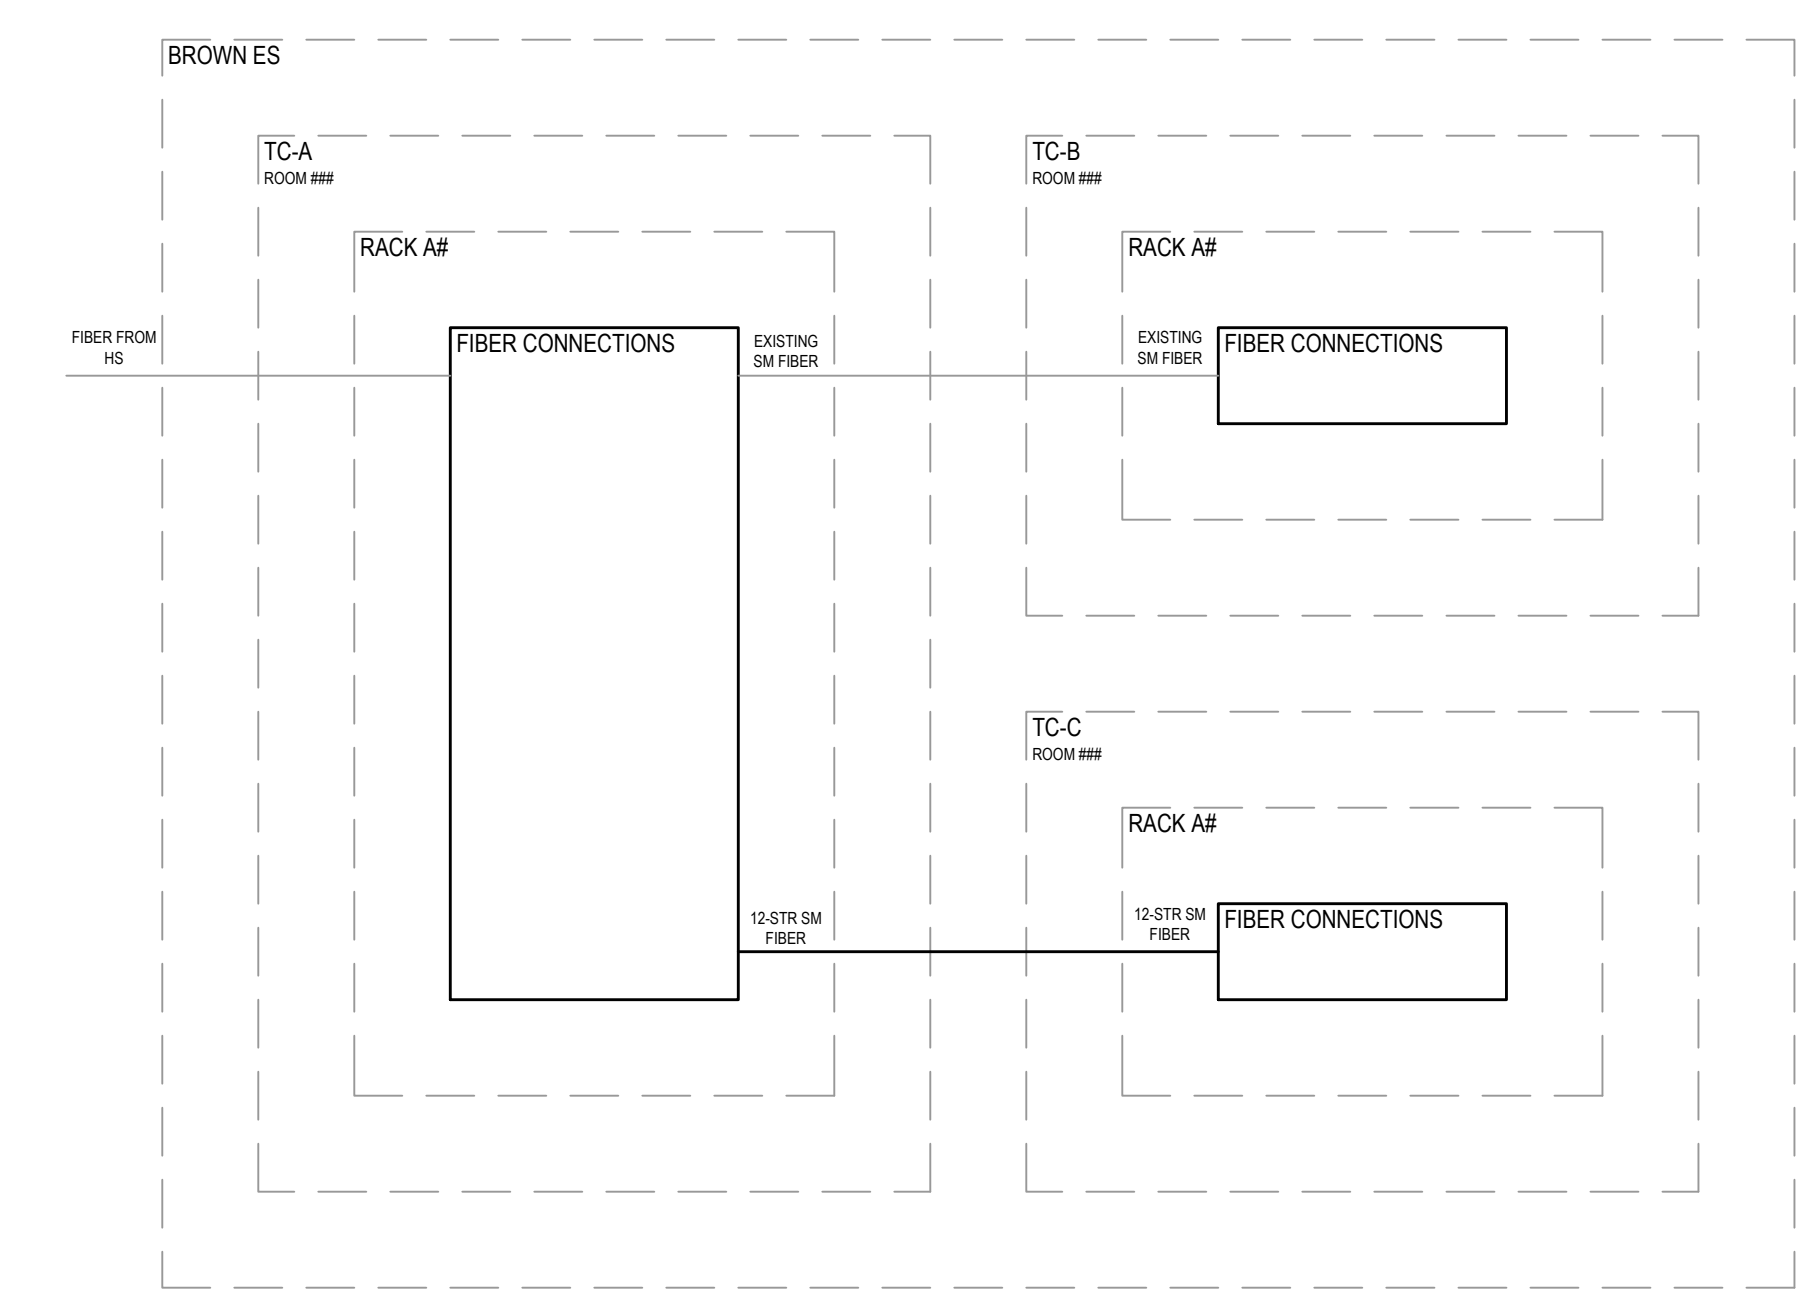 BROWN ES
TC-A
ROOM ###
RACK A#
FIBER FROM
HS
FIBER CONNECTIONS
EXISTING
SM FIBER
12-STR SM
FIBER
TC-B
ROOM ###
RACK A#
EXISTING
SM FIBER
FIBER CONNECTIONS
TC-C
ROOM ###
RACK A#
12-STR SM
FIBER
FIBER CONNECTIONS